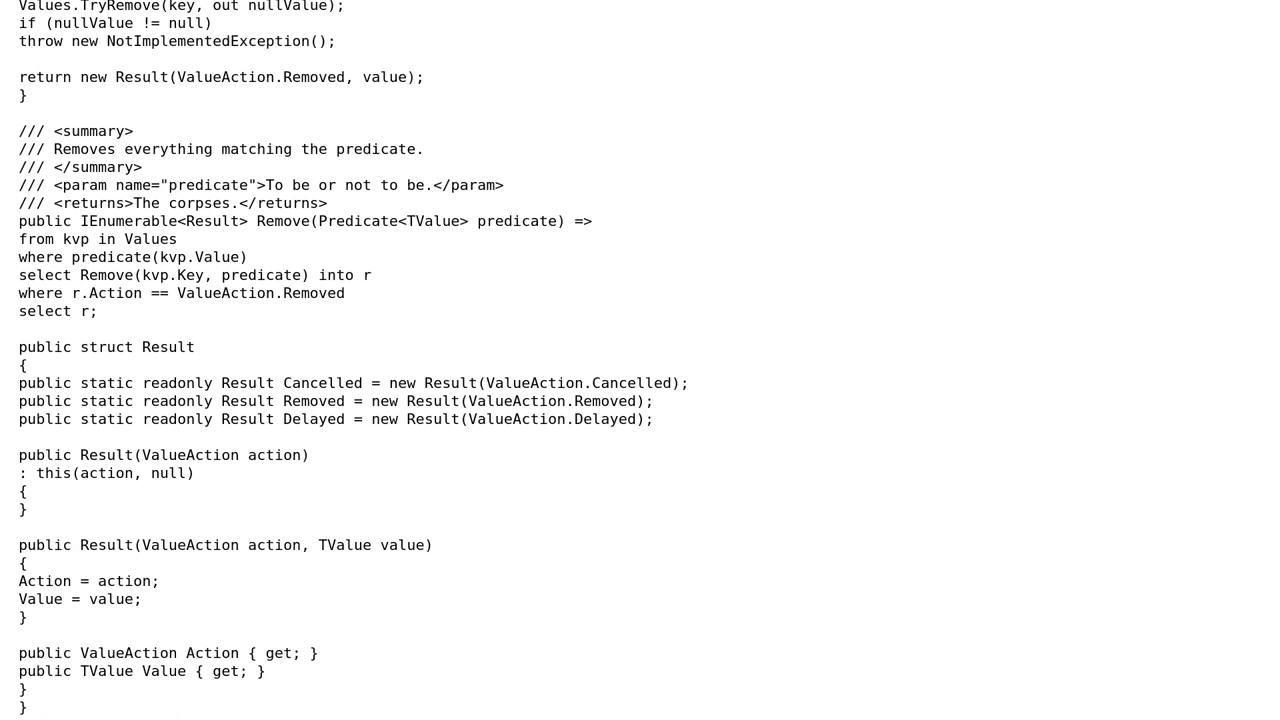 Values.TryRemove(key, out nullValue);
if (nullValue != null)
throw new NotImplementedException();

return new Result(ValueAction.Removed, value);
}

/// <summary>
/// Removes everything matching the predicate.
/// </summary>
/// <param name="predicate">To be or not to be.</param>
/// <returns>The corpses.</returns>
public IEnumerable<Result> Remove(Predicate<TValue> predicate) =>
from kvp in Values
where predicate(kvp.Value)
select Remove(kvp.Key, predicate) into r
where r.Action == ValueAction.Removed
select r;

public struct Result
{
public static readonly Result Cancelled = new Result(ValueAction.Cancelled);
public static readonly Result Removed = new Result(ValueAction.Removed);
public static readonly Result Delayed = new Result(ValueAction.Delayed);

public Result(ValueAction action)
: this(action, null)
{
}

public Result(ValueAction action, TValue value)
{
Action = action;
Value = value;
}

public ValueAction Action { get; }
public TValue Value { get; }
}
}